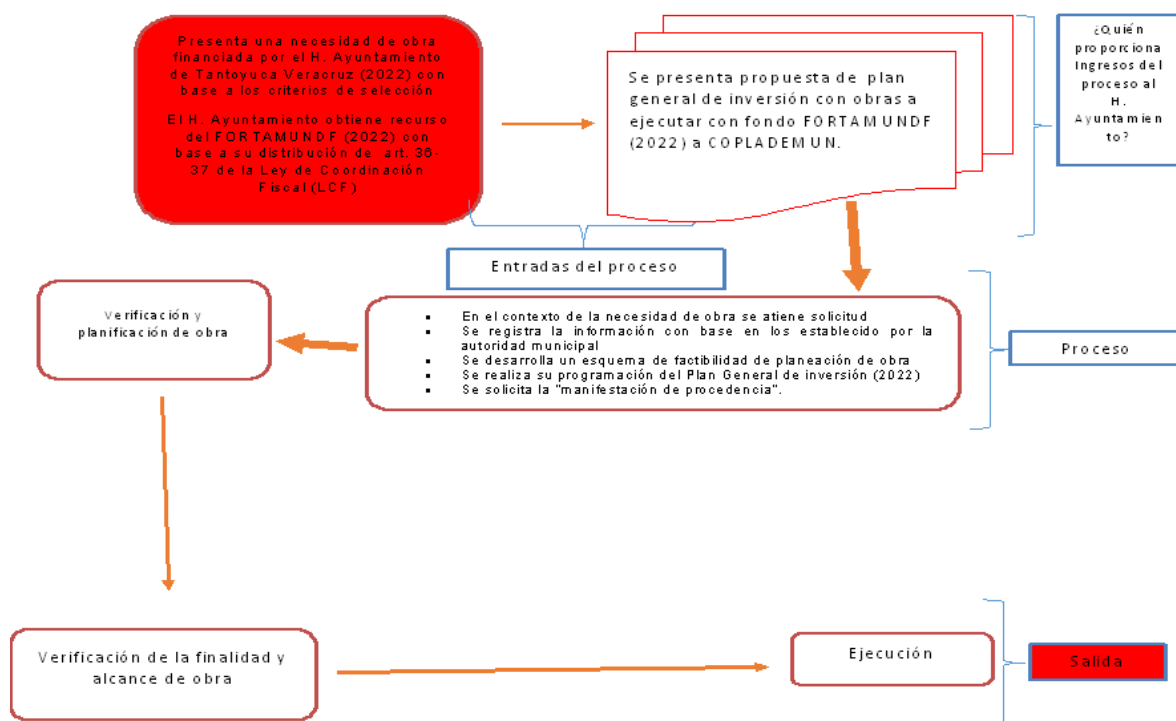 Presenta una necesidad de obra
financiada por el H. Ayuntamiento
de Tantoyuca Veracruz (2022) con
base a los criterios de selección
El H. Ayuntamiento obtiene recurso
del FORTAMUNDF (2022) con
base a su distribución de art. 36-
37 de la Ley de Coordinación
Fiscal (LCF)
Se presenta propuesta de plan
general de inversión con obras a
ejecutar con fondo FORTAMUNDF
(2022) a COPLADEMUN.
¿Quién
proporciona
ingresos del
proceso al
H.
Ayuntamie
nto?
Entradas del proceso
Verificación y
planificación de obra
▪ En el contexto de la necesidad de obra se atiene solicitud
▪ Se registra la información con base en los establecido por la
autoridad municipal
▪ Se desarrolla un esquema de factibilidad de planeación de obra
▪ Se realiza su programación del Plan General de inversión (2022)
▪ Se solicita la "manifestación de procedencia".
Proceso
Verificación de la finalidad y
alcance de obra
Ejecución
Salida